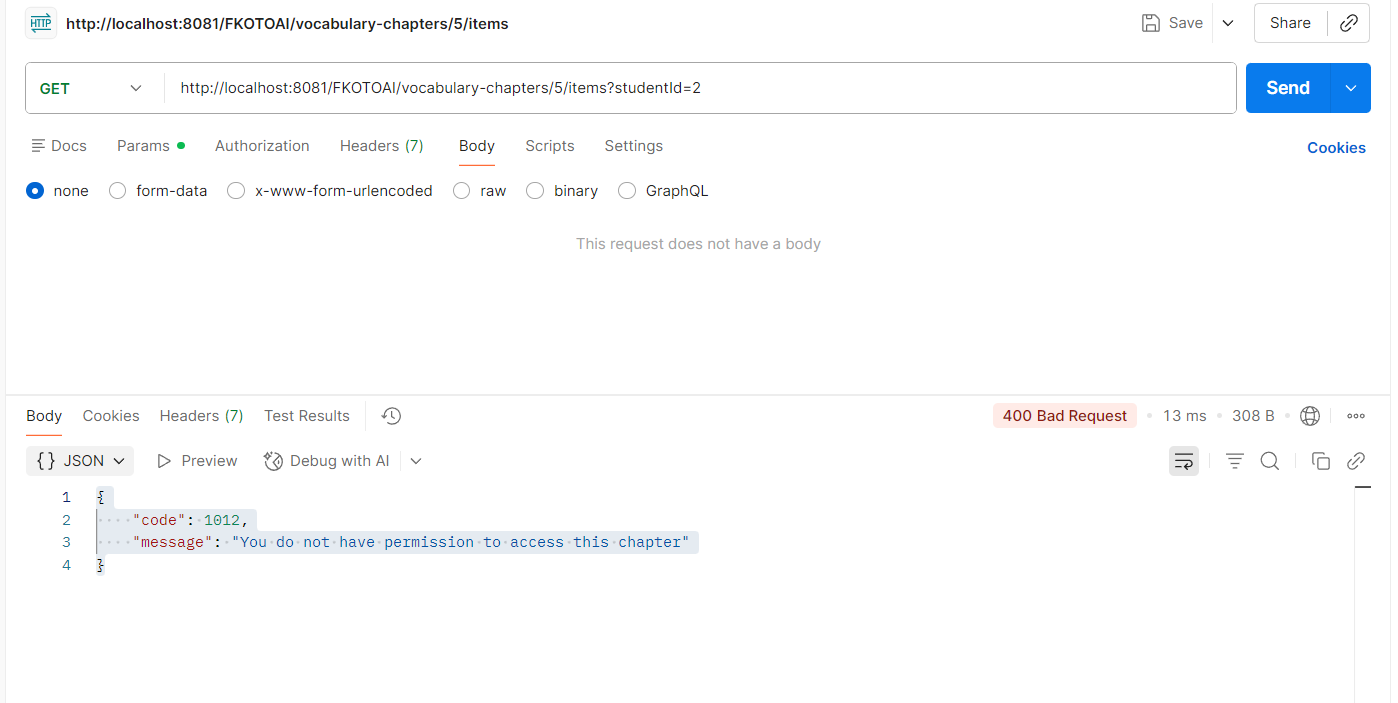 HTTP http://localhost:8081/FKOTOAI/vocabulary-chapters/5/items Save Share
GET http://localhost:8081/FKOTOAI/vocabulary-chapters/5/items?studentId=2 Send
Docs Params Authorization Headers (7) Body Scripts Settings Cookies
none form-data x-www-form-urlencoded raw binary GraphQL
This request does not have a body
Body Cookies Headers (7) Test Results 400 Bad Request 13 ms 308 B
{} JSON Preview Debug with AI
1 {
2 "code": 1012,
3 "message": "You do not have permission to access this chapter"
4 }